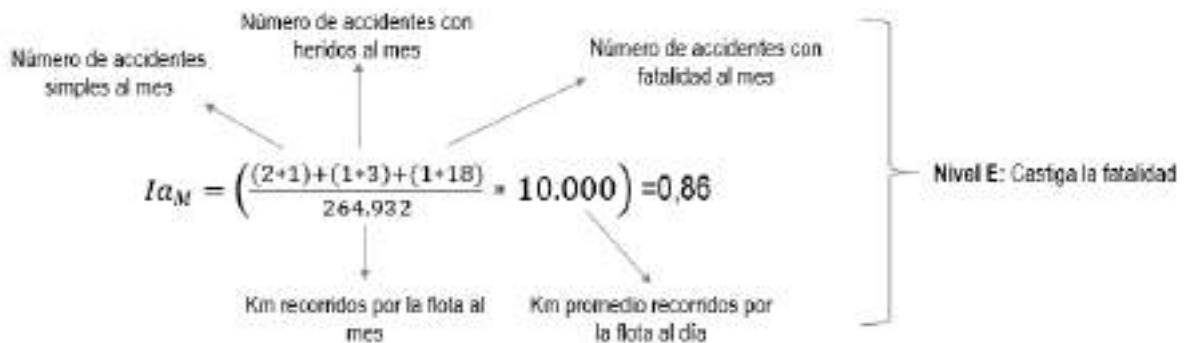 Número de accidentes con
heridos al mes
Número de accidentes
simples al mes
Número de accidentes con
fatalidad al mes
Ia_M = ( ((2*1)+(1*3)+(1*18)) / 264.932 * 10.000 ) =0,86
Nivel E: Castiga la fatalidad
Km recorridos por la flota al
mes
Km promedio recorridos por
la flota al día